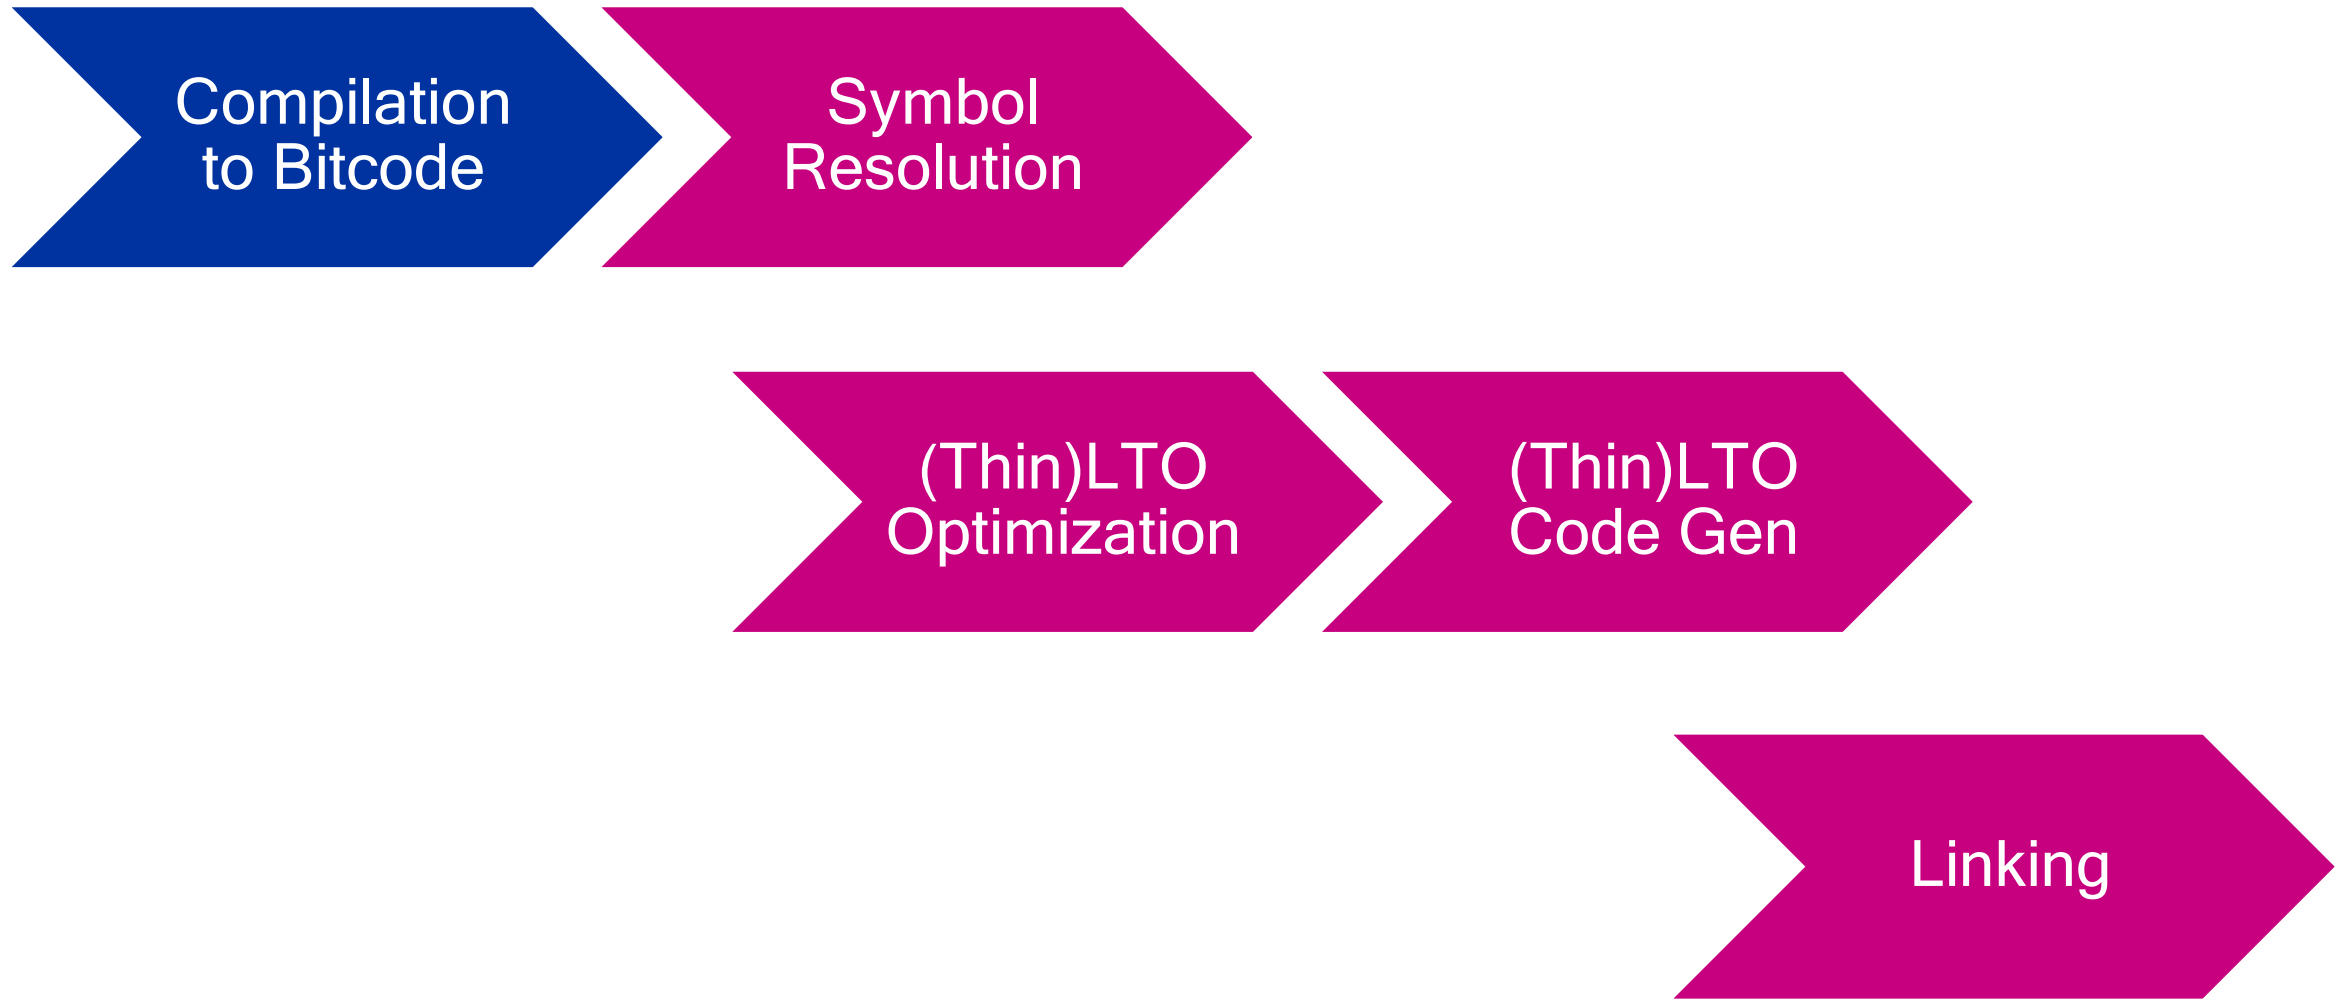 Compilation
to Bitcode
Symbol
Resolution
(Thin)LTO
Optimization
(Thin)LTO
Code Gen
Linking